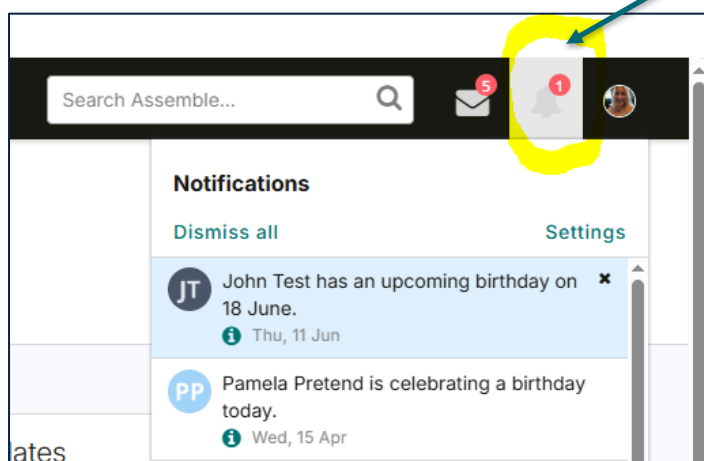 Search Assemble...
5
1
Notifications
Dismiss all Settings
JT
John Test has an upcoming birthday on
18 June.
Thu, 11 Jun
PP
Pamela Pretend is celebrating a birthday
today.
Wed, 15 Apr
lates